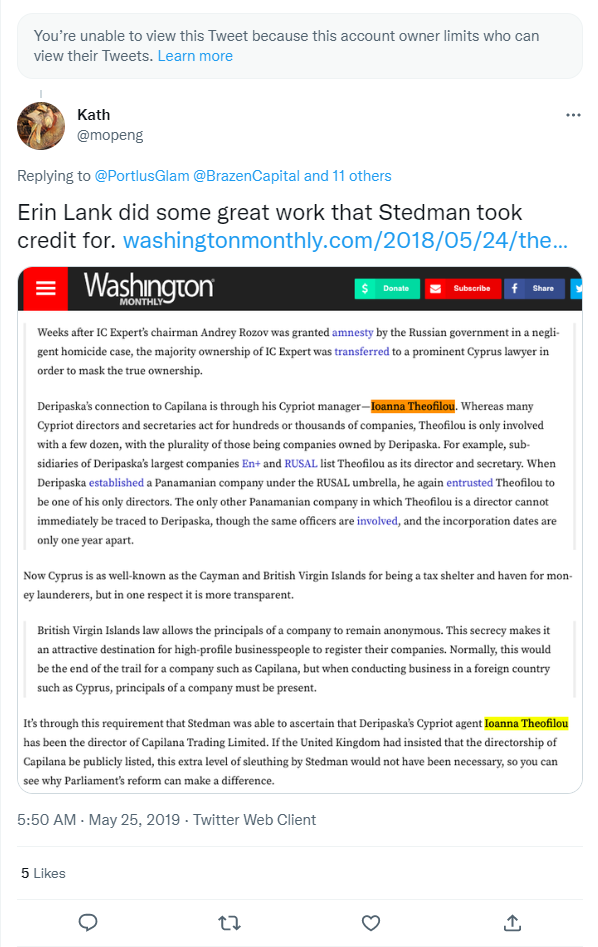 You're unable to view this Tweet because this account owner limits who can
view their Tweets. Learn more
Kath
@mopeng
Replying to @PortlusGlam @BrazenCapital and 11 others
Erin Lank did some great work that Stedman took
credit for. washingtonmonthly.com/2018/05/24/the...
Washington
MONTHLY
$ Donate
Subscribe
f Share
Weeks after IC Expert's chairman Andrey Rozov was granted amnesty by the Russian government in a negli-
gent homicide case, the majority ownership of IC Expert was transferred to a prominent Cyprus lawyer in
order to mask the true ownership.
Deripaska's connection to Capilana is through his Cypriot manager—Ioanna Theofilou. Whereas many
Cypriot directors and secretaries act for hundreds or thousands of companies, Theofilou is only involved
with a few dozen, with the plurality of those being companies owned by Deripaska. For example, sub-
sidiaries of Deripaska's largest companies En+ and RUSAL list Theofilou as its director and secretary. When
Deripaska established a Panamanian company under the RUSAL umbrella, he again entrusted Theofilou to
be one of his only directors. The only other Panamanian company in which Theofilou is a director cannot
immediately be traced to Deripaska, though the same officers are involved, and the incorporation dates are
only one year apart.
Now Cyprus is as well-known as the Cayman and British Virgin Islands for being a tax shelter and haven for mon-
ey launderers, but in one respect it is more transparent.
British Virgin Islands law allows the principals of a company to remain anonymous. This secrecy makes it
an attractive destination for high-profile businesspeople to register their companies. Normally, this would
be the end of the trail for a company such as Capilana, but when conducting business in a foreign country
such as Cyprus, principals of a company must be present.
It's through this requirement that Stedman was able to ascertain that Deripaska's Cypriot agent Ioanna Theofilou
has been the director of Capilana Trading Limited. If the United Kingdom had insisted that the directorship of
Capilana be publicly listed, this extra level of sleuthing by Stedman would not have been necessary, so you can
see why Parliament's reform can make a difference.
5:50 AM · May 25, 2019 · Twitter Web Client
5 Likes